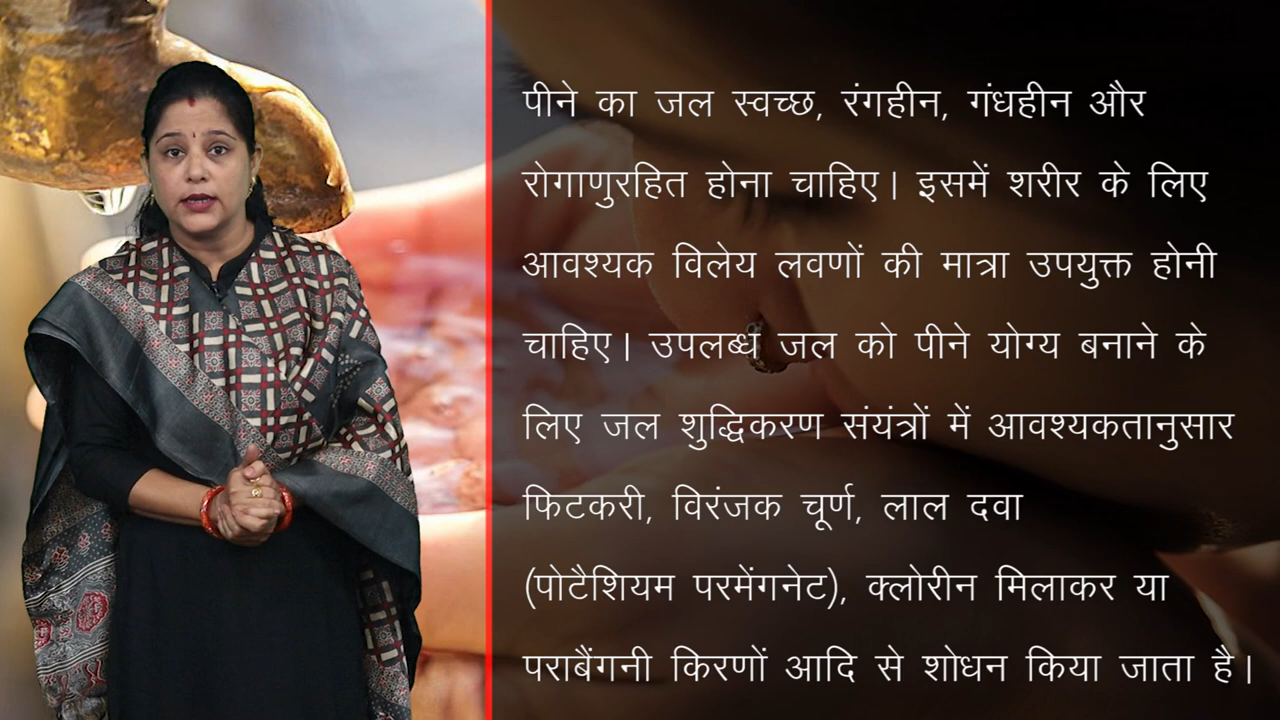 पीने का जल स्वच्छ, रंगहीन, गंधहीन और
रोगाणुरहित होना चाहिए। इसमें शरीर के लिए
आवश्यक विलेय लवणों की मात्रा उपयुक्त होनी
चाहिए। उपलब्ध जल को पीने योग्य बनाने के
लिए जल शुद्धिकरण संयंत्रों में आवश्यकतानुसार
फिटकरी, विरंजक चूर्ण, लाल दवा
(पोटैशियम परमेंगनेट), क्लोरीन मिलाकर या
पराबैंगनी किरणों आदि से शोधन किया जाता है।